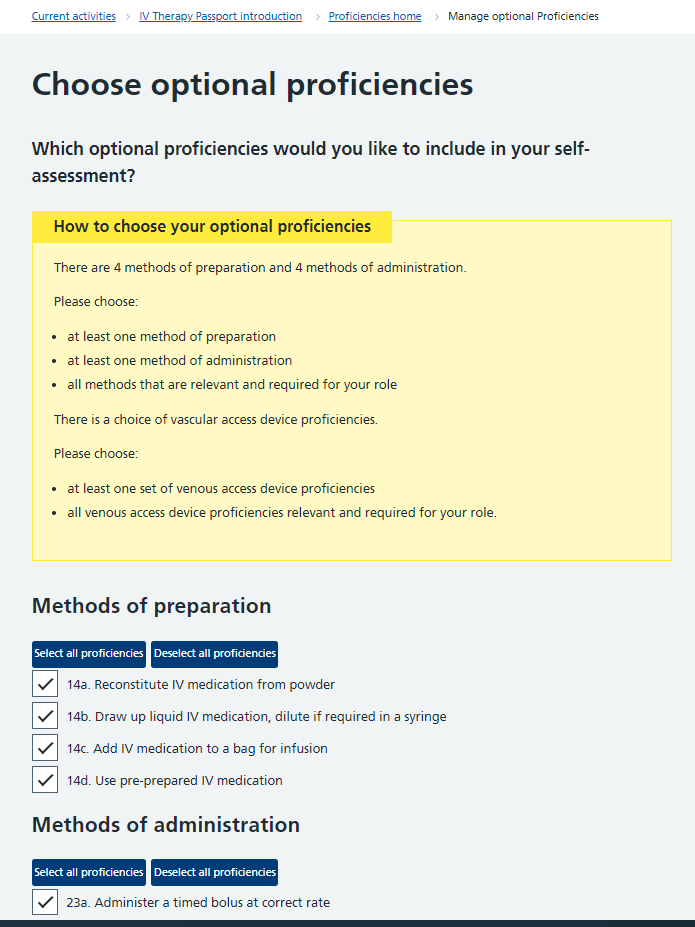 Current activities > IV Therapy Passport introduction > Proficiencies home > Manage optional Proficiencies
Choose optional proficiencies
Which optional proficiencies would you like to include in your self-
assessment?
How to choose your optional proficiencies
There are 4 methods of preparation and 4 methods of administration.
Please choose:
• at least one method of preparation
• at least one method of administration
• all methods that are relevant and required for your role
There is a choice of vascular access device proficiencies.
Please choose:
• at least one set of venous access device proficiencies
• all venous access device proficiencies relevant and required for your role.
Methods of preparation
Select all proficiencies Deselect all proficiencies
14a. Reconstitute IV medication from powder
14b. Draw up liquid IV medication, dilute if required in a syringe
14c. Add IV medication to a bag for infusion
14d. Use pre-prepared IV medication
Methods of administration
Select all proficiencies Deselect all proficiencies
23a. Administer a timed bolus at correct rate